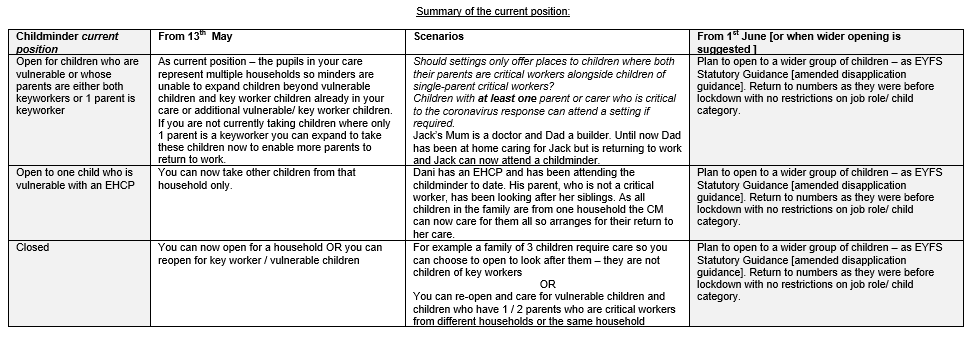 Summary of the current position:
Childminder current
position
From 13th May
Scenarios
From 1st June [or when wider opening is
suggested ]
Open for children who are
vulnerable or whose
parents are either both
keyworkers or 1 parent is
keyworker
As current position – the pupils in your care
represent multiple households so minders are
unable to expand children beyond vulnerable
children and key worker children already in your
care or additional vulnerable/ key worker children.
If you are not currently taking children where only
1 parent is a keyworker you can expand to take
these children now to enable more parents to
return to work.
Should settings only offer places to children where both
their parents are critical workers alongside children of
single-parent critical workers?
Children with at least one parent or carer who is critical
to the coronavirus response can attend a setting if
required.
Jack's Mum is a doctor and Dad a builder. Until now Dad
has been at home caring for Jack but is returning to work
and Jack can now attend a childminder.
Plan to open to a wider group of children – as EYFS
Statutory Guidance [amended disapplication
guidance]. Return to numbers as they were before
lockdown with no restrictions on job role/ child
category.
Open to one child who is
vulnerable with an EHCP
You can now take other children from that
household only.
Dani has an EHCP and has been attending the
childminder to date. His parent, who is not a critical
worker, has been looking after her siblings. As all
children in the family are from one household the CM
can now care for them all so arranges for their return to
her care.
Plan to open to a wider group of children – as EYFS
Statutory Guidance [amended disapplication
guidance]. Return to numbers as they were before
lockdown with no restrictions on job role/ child
category.
Closed
You can now open for a household OR you can
reopen for key worker / vulnerable children
For example a family of 3 children require care so you
can choose to open to look after them – they are not
children of key workers
OR
You can re-open and care for vulnerable children and
children who have 1 / 2 parents who are critical workers
from different households or the same household
Plan to open to a wider group of children – as EYFS
Statutory Guidance [amended disapplication
guidance]. Return to numbers as they were before
lockdown with no restrictions on job role/ child
category.